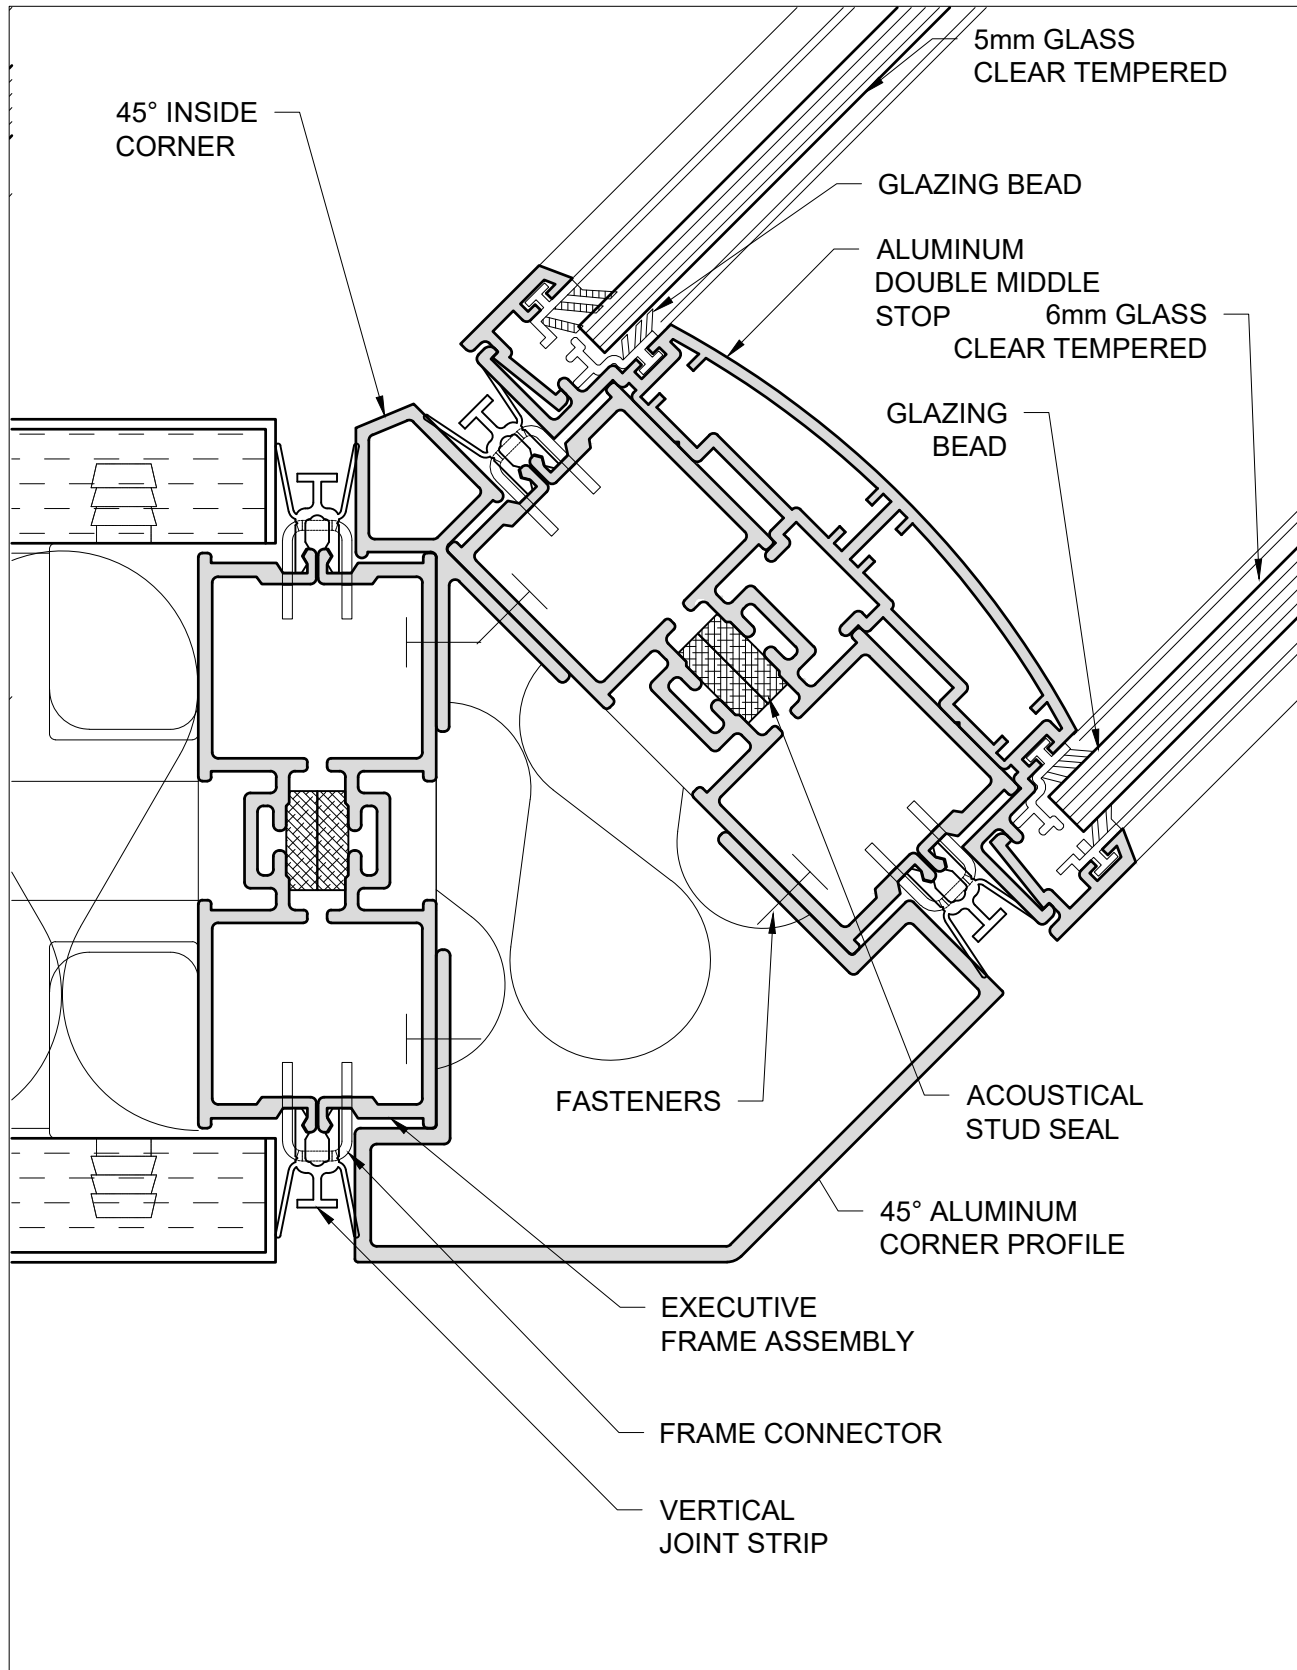 5mm GLASS
CLEAR TEMPERED
45° INSIDE
CORNER
GLAZING BEAD
ALUMINUM
DOUBLE MIDDLE
STOP
6mm GLASS
CLEAR TEMPERED
GLAZING
BEAD
FASTENERS
ACOUSTICAL
STUD SEAL
45° ALUMINUM
CORNER PROFILE
EXECUTIVE
FRAME ASSEMBLY
FRAME CONNECTOR
VERTICAL
JOINT STRIP